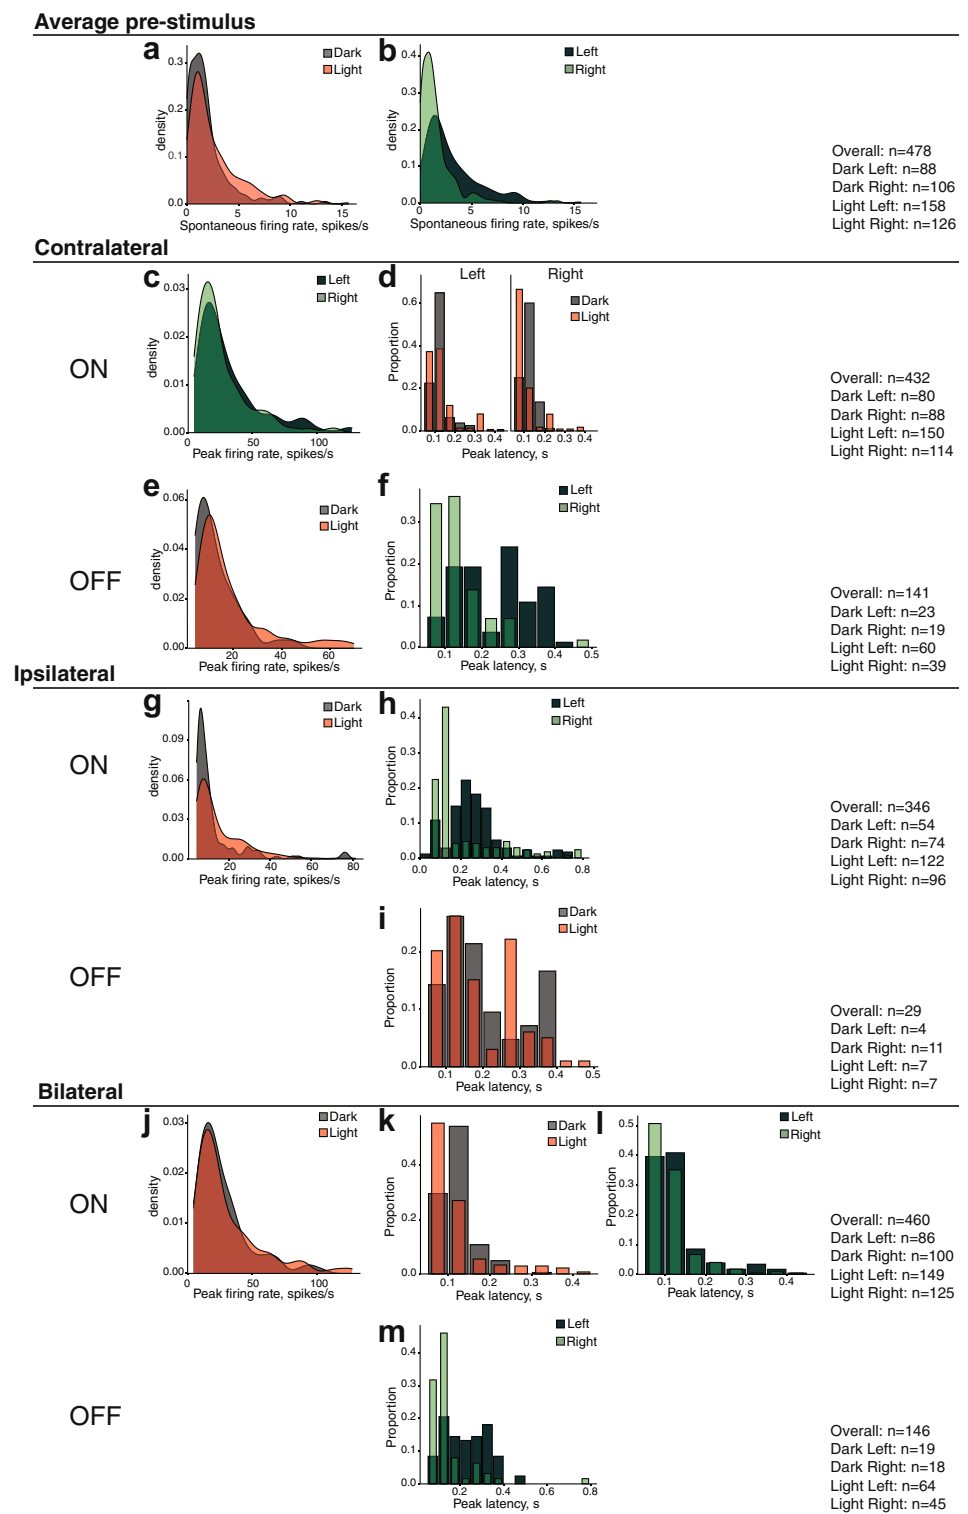 Average pre-stimulus
a
Dark
Light
density
0.3
0.2
0.1
0.0
0 5 10 15
Spontaneous firing rate, spikes/s
b
Left
Right
density
0.4
0.3
0.2
0.1
0.0
0 5 10 15
Spontaneous firing rate, spikes/s
Overall: n=478
Dark Left: n=88
Dark Right: n=106
Light Left: n=158
Light Right: n=126
Contralateral
ON
c
Left
Right
density
0.03
0.02
0.01
0.00
0 50 100
Peak firing rate, spikes/s
d
Left Right
Dark
Light
Proportion
0.6
0.4
0.2
0.0
0.1 0.2 0.3 0.4 0.1 0.2 0.3 0.4
Peak latency, s
Overall: n=432
Dark Left: n=80
Dark Right: n=88
Light Left: n=150
Light Right: n=114
OFF
e
Dark
Light
density
0.06
0.04
0.02
0.00
20 40 60
Peak firing rate, spikes/s
f
Left
Right
Proportion
0.3
0.2
0.1
0.0
0.1 0.2 0.3 0.4 0.5
Peak latency, s
Overall: n=141
Dark Left: n=23
Dark Right: n=19
Light Left: n=60
Light Right: n=39
Ipsilateral
ON
g
Dark
Light
density
0.09
0.06
0.03
0.00
20 40 60 80
Peak firing rate, spikes/s
h
Left
Right
Proportion
0.4
0.3
0.2
0.1
0.0
0.0 0.2 0.4 0.6 0.8
Peak latency, s
Overall: n=346
Dark Left: n=54
Dark Right: n=74
Light Left: n=122
Light Right: n=96
OFF
i
Dark
Light
Proportion
0.2
0.1
0.0
0.1 0.2 0.3 0.4 0.5
Peak latency, s
Overall: n=29
Dark Left: n=4
Dark Right: n=11
Light Left: n=7
Light Right: n=7
Bilateral
ON
j
Dark
Light
density
0.03
0.02
0.01
0.00
0 50 100
Peak firing rate, spikes/s
k
Dark
Light
Proportion
0.4
0.2
0.0
0.1 0.2 0.3 0.4
Peak latency, s
l
Left
Right
Proportion
0.5
0.4
0.3
0.2
0.1
0.0
0.1 0.2 0.3 0.4
Peak latency, s
Overall: n=460
Dark Left: n=86
Dark Right: n=100
Light Left: n=149
Light Right: n=125
OFF
m
Left
Right
Proportion
0.4
0.3
0.2
0.1
0.0
0.2 0.4 0.6 0.8
Peak latency, s
Overall: n=146
Dark Left: n=19
Dark Right: n=18
Light Left: n=64
Light Right: n=45